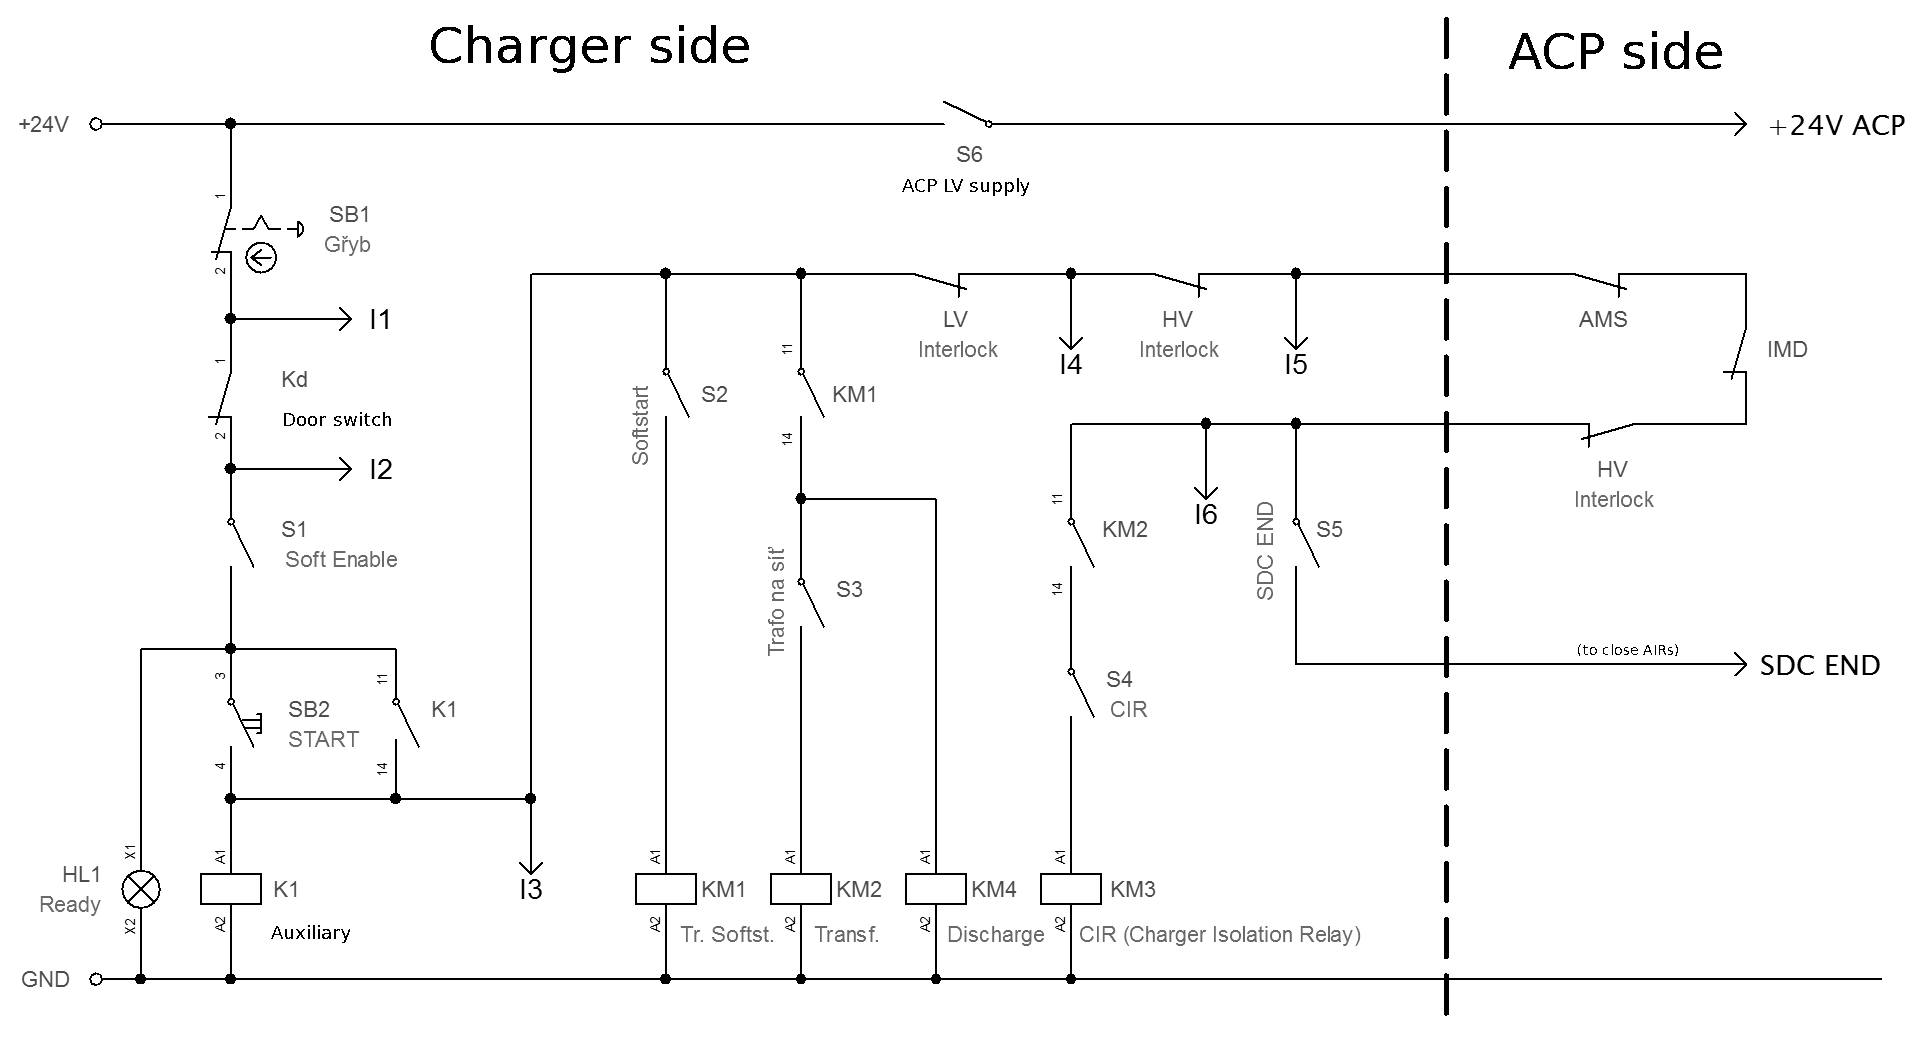 Charger side
ACP side
+24V
+24V ACP
S6
ACP LV supply
1
SB1
Gřyb
2
I1
LV
Interlock
HV
Interlock
AMS
IMD
I4
I5
1
Kd
Door switch
2
I2
11
KM1
14
S2
Softstart
HV
Interlock
S1
Soft Enable
S3
Trafo na síť
11
KM2
14
I6
S5
SDC END
(to close AIRs)
SDC END
S4
CIR
3
SB2
START
4
11
K1
14
X1
HL1
Ready
X2
A1
K1
A2
Auxiliary
I3
A1
KM1
A2
Tr. Softst.
A1
KM2
A2
Transf.
A1
KM4
A2
Discharge
A1
KM3
A2
CIR (Charger Isolation Relay)
GND